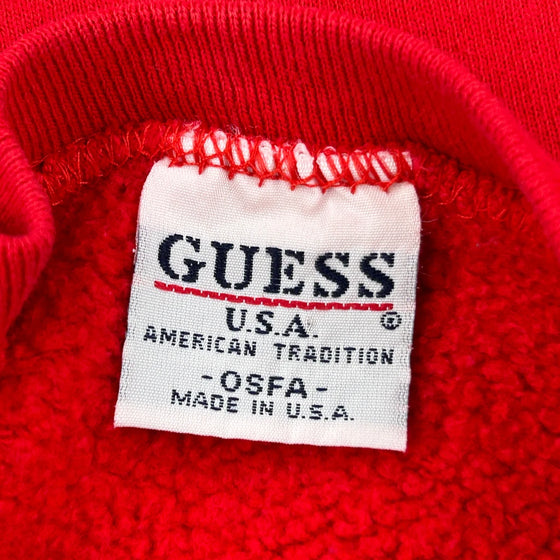 GUESS
U.S.A. ®
AMERICAN TRADITION
-OSFA-
MADE IN U.S.A.